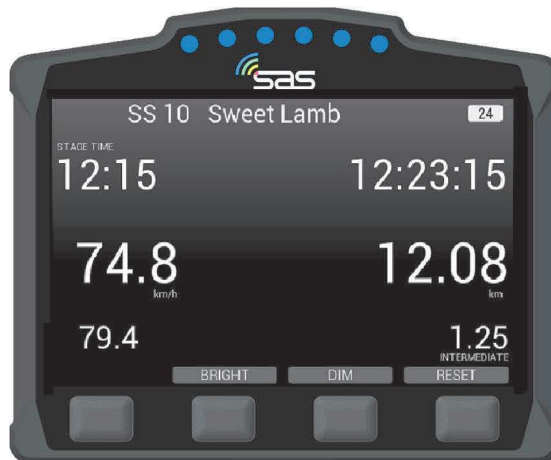 sas
SS 10 Sweet Lamb 24
STAGE TIME
12:15 12:23:15
74.8 12.08
km/h km
79.4 1.25
INTERMEDIATE
BRIGHT DIM RESET